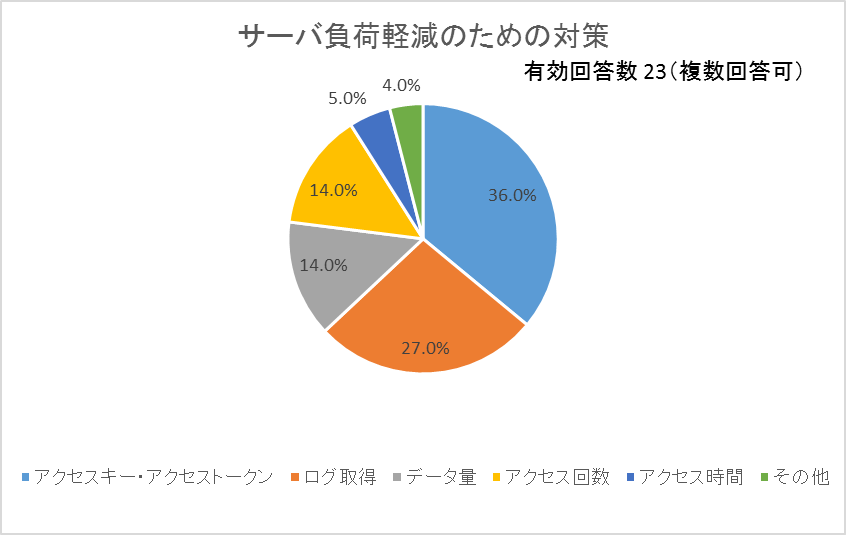 サーバ負荷軽減のための対策
有効回答数 23(複数回答可)
4.0%
5.0%
14.0%
36.0%
14.0%
27.0%
アクセスキー・アクセストークン ログ取得 データ量 アクセス回数 アクセス時間 その他